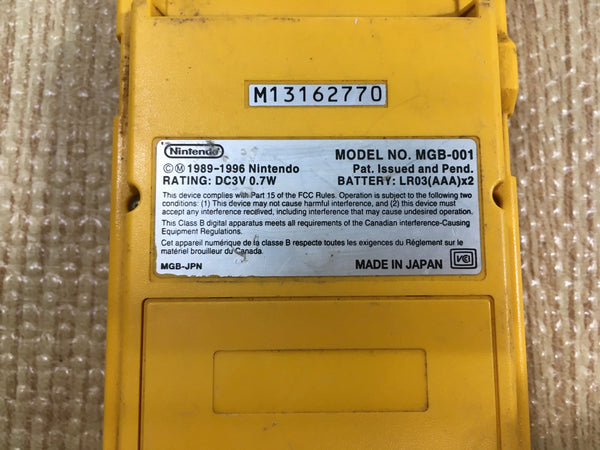 M13162770
Nintendo
©Ⓜ 1989-1996 Nintendo
RATING: DC3V 0.7W
MODEL NO. MGB-001
Pat. Issued and Pend.
BATTERY: LR03(AAA)x2
This device complies with Part 15 of the FCC Rules. Operation is subject to the following two
conditions: (1) This device may not cause harmful interference, and (2) this device must
accept any interference received, including interference that may cause undesired operation.
This Class B digital apparatus meets all requirements of the Canadian Interference-Causing
Equipment Regulations.
Cet appareil numérique de la classe B respecte toutes les exigences du Réglement sur le
matériel brouilleur du Canada.
MGB-JPN
MADE IN JAPAN
VCI